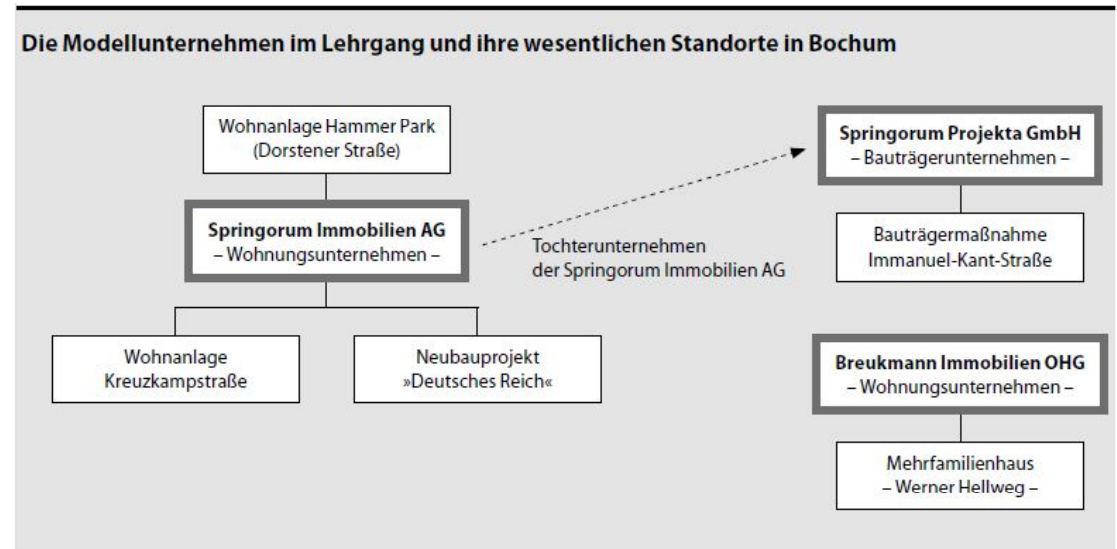 Die Modellunternehmen im Lehrgang und ihre wesentlichen Standorte in Bochum
Wohnanlage Hammer Park
(Dorstener Straße)
Springorum Immobilien AG
– Wohnungsunternehmen –
Wohnanlage
Kreuzkampstraße
Neubauprojekt
»Deutsches Reich«
Tochterunternehmen
der Springorum Immobilien AG
Springorum Projekta GmbH
– Bauträgerunternehmen –
Bauträgermaßnahme
Immanuel-Kant-Straße
Breukmann Immobilien OHG
– Wohnungsunternehmen –
Mehrfamilienhaus
– Werner Hellweg –